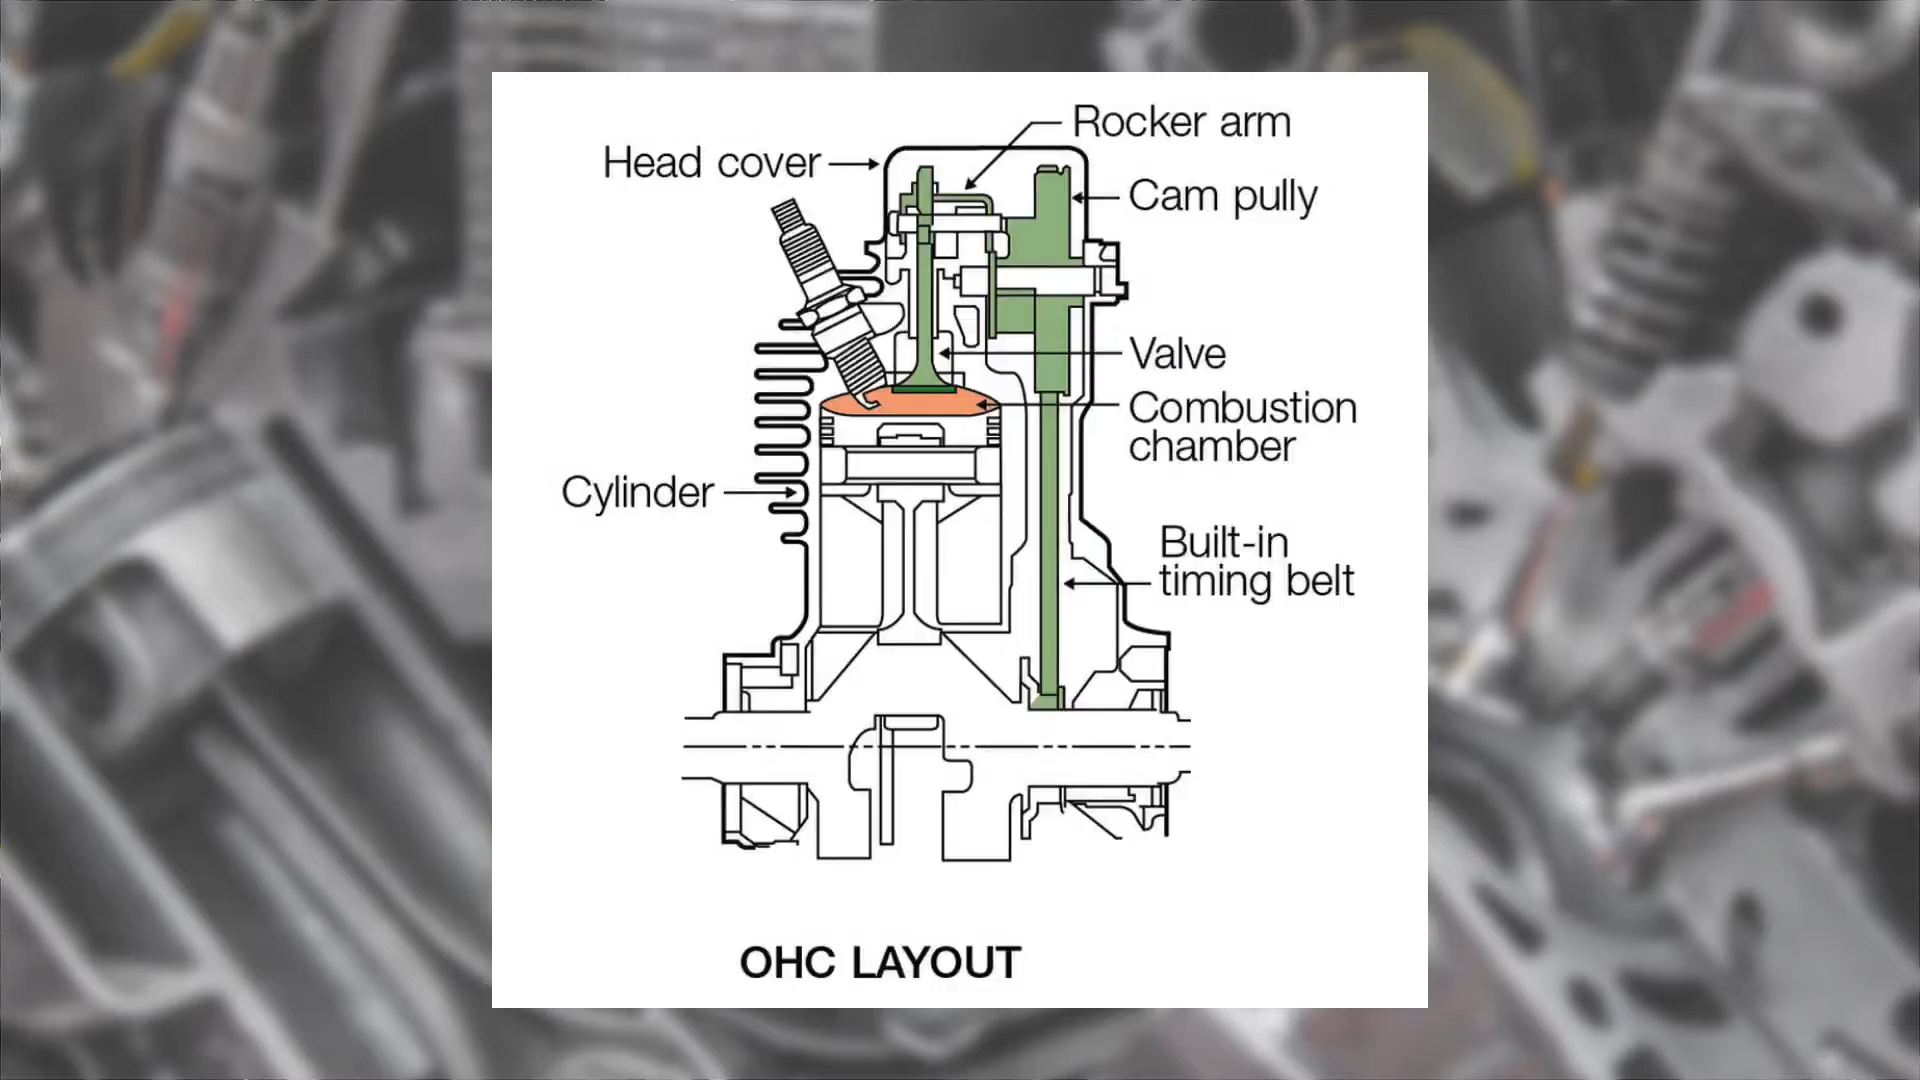 Rocker arm
Head cover
Cam pully
Valve
Combustion
chamber
Cylinder
Built-in
timing belt
OHC LAYOUT